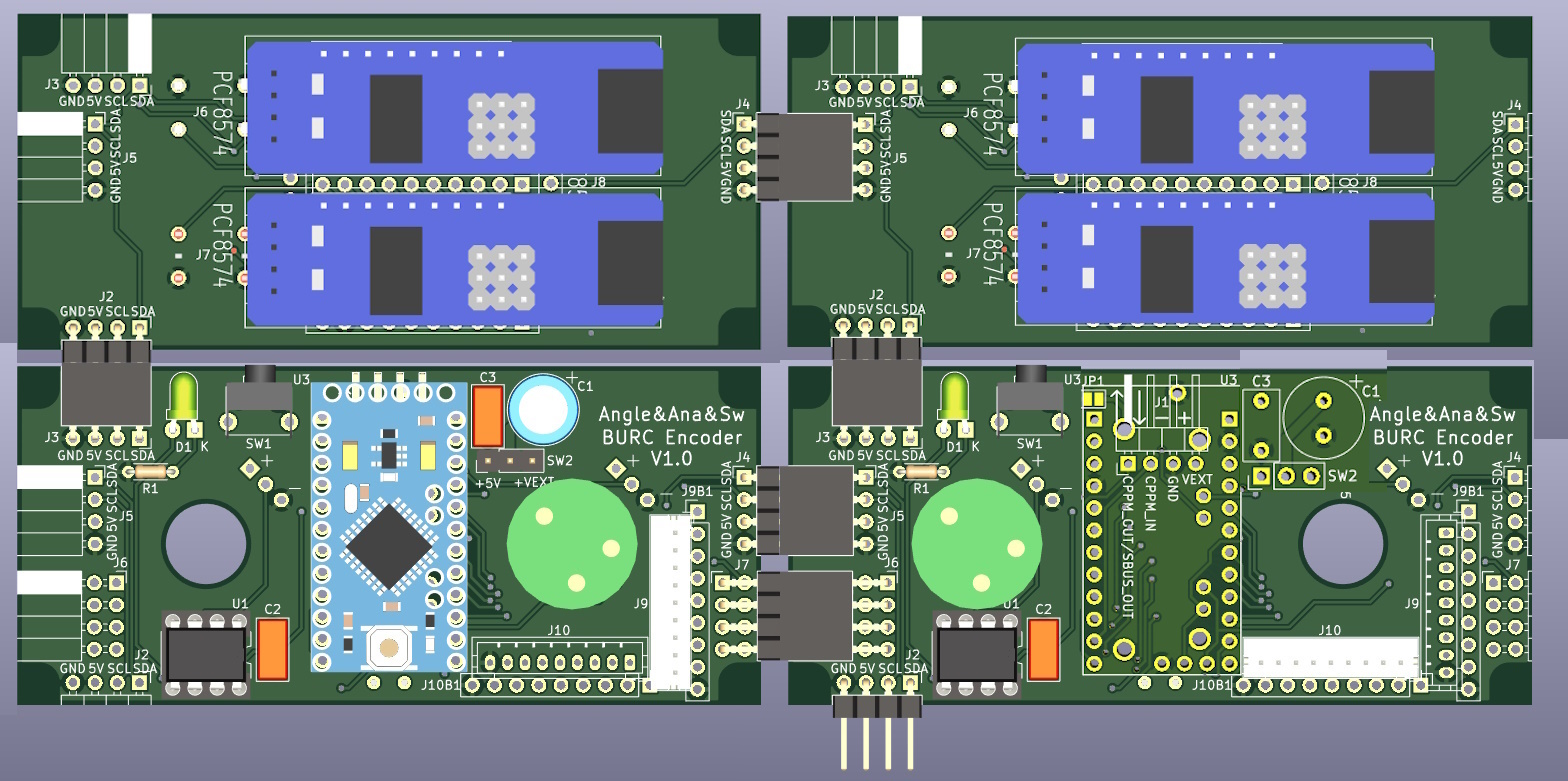 J3
GND 5V SCL SDA
J6
PCF8574
J4
SDA SCL 5V GND
GND 5V SCL SDA
J5
J8
PCF8574
J7
J2
GND 5V SCL SDA
J3
GND 5V SCL SDA
J6
PCF8574
J4
SDA SCL 5V GND
GND 5V SCL SDA
J5
J8
PCF8574
J7
J2
GND 5V SCL SDA
U3
C3
+
C1
Angle&Ana&Sw
BURC Encoder
V1.0
D1 K
SW1
J3
GND 5V SCL SDA
R1
+
-
SW2
+5V +VEXT
+
-
J4
J9B1
GND 5V SCL SDA
J5
GND 5V SCL SDA
J6
J7
U1
C2
J9
J10
J2
GND 5V SCL SDA
J10B1
U3
JP1
J1
- +
U3
C3
+
C1
Angle&Ana&Sw
BURC Encoder
V1.0
D1 K
SW1
J3
GND 5V SCL SDA
R1
+
-
CPPM_OUT/SBUS_OUT
CPPM_IN
GND
VEXT
SW2
5
+
-
J4
J9B1
GND 5V SCL SDA
J5
GND 5V SCL SDA
J6
J7
U1
C2
J9
J10
J2
GND 5V SCL SDA
J10B1